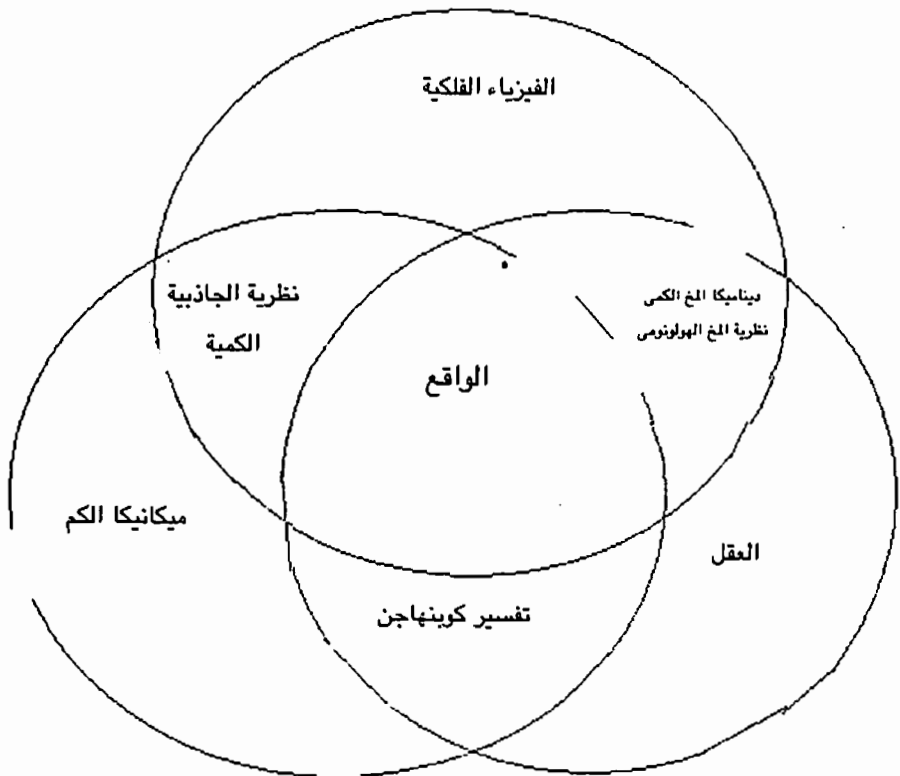 الفيزياء الفلكية
نظرية الجاذبية
الكمية
ديناميكا المخ الكمى
نظرية المخ الهولونومى
الواقع
ميكانيكا الكم
العقل
تفسير كوبنهاجن